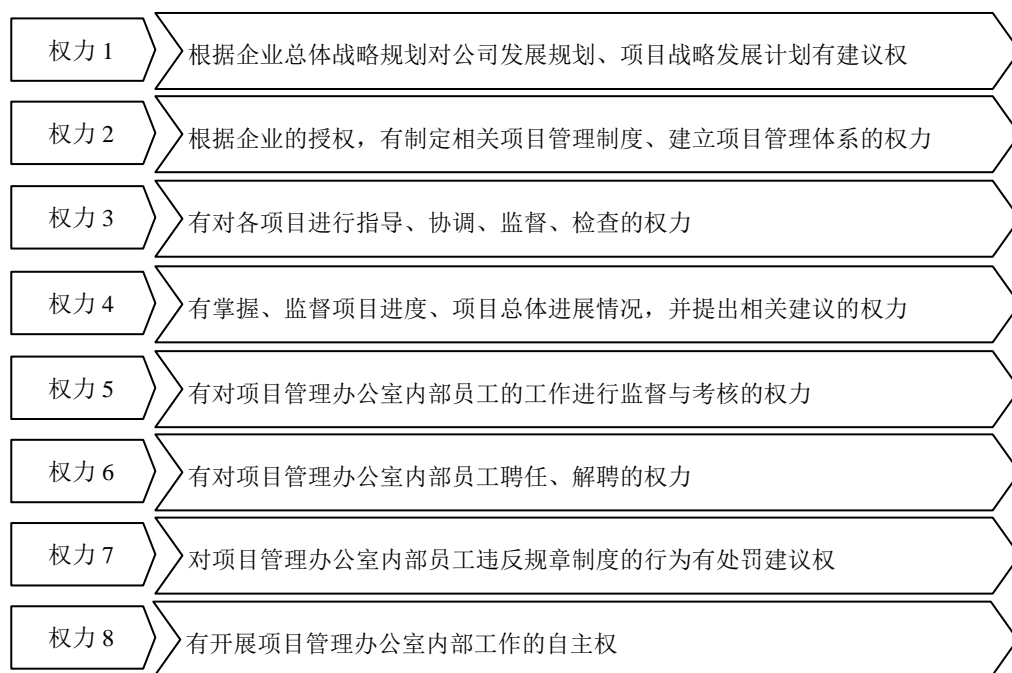 权力 1
根据企业总体战略规划对公司发展规划、项目战略发展计划有建议权
权力 2
根据企业的授权，有制定相关项目管理制度、建立项目管理体系的权力
权力 3
有对各项目进行指导、协调、监督、检查的权力
权力 4
有掌握、监督项目进度、项目总体进展情况，并提出相关建议的权力
权力 5
有对项目管理办公室内部员工的工作进行监督与考核的权力
权力 6
有对项目管理办公室内部员工聘任、解聘的权力
权力 7
对项目管理办公室内部员工违反规章制度的行为有处罚建议权
权力 8
有开展项目管理办公室内部工作的自主权